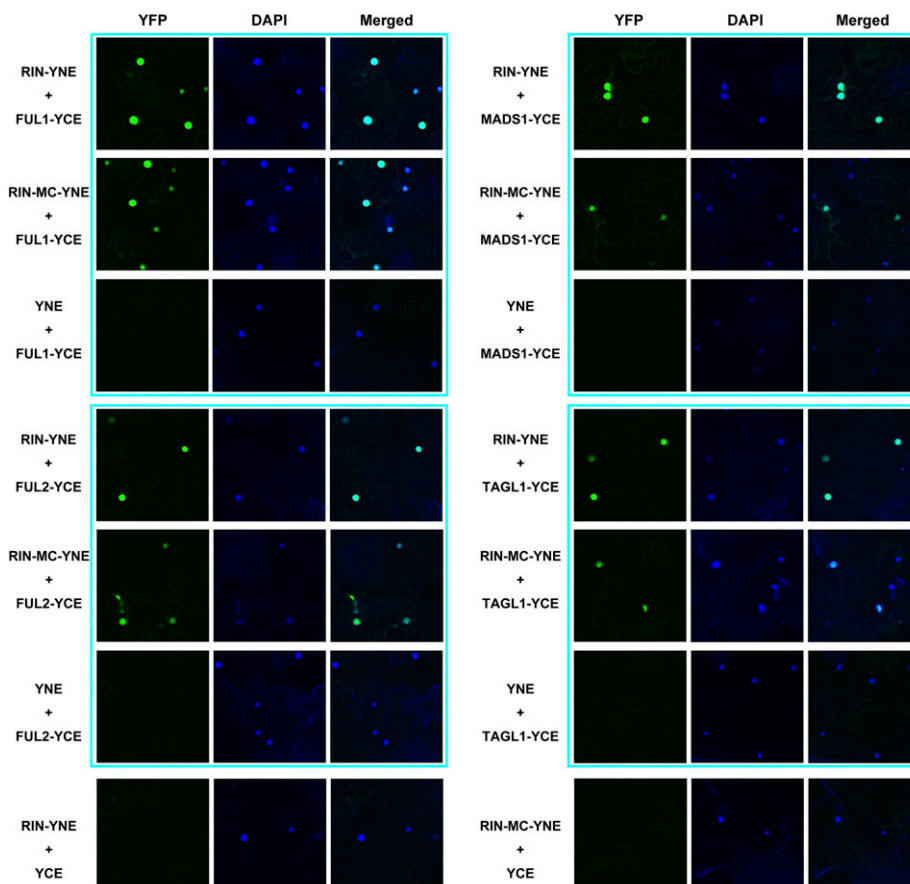 YFP DAPI Merged
RIN-YNE
+
FUL1-YCE
RIN-MC-YNE
+
FUL1-YCE
YNE
+
FUL1-YCE
RIN-YNE
+
FUL2-YCE
RIN-MC-YNE
+
FUL2-YCE
YNE
+
FUL2-YCE
RIN-YNE
+
YCE
YFP DAPI Merged
RIN-YNE
+
MADS1-YCE
RIN-MC-YNE
+
MADS1-YCE
YNE
+
MADS1-YCE
RIN-YNE
+
TAGL1-YCE
RIN-MC-YNE
+
TAGL1-YCE
YNE
+
TAGL1-YCE
RIN-MC-YNE
+
YCE